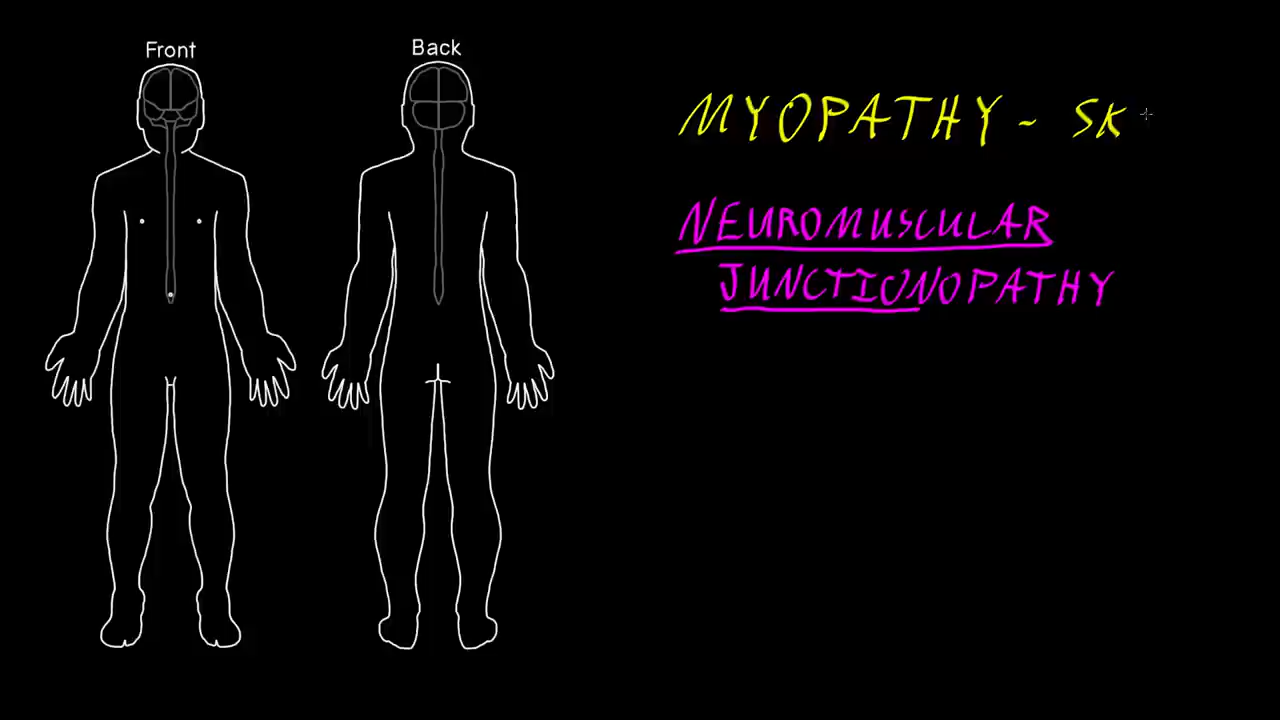 Front
Back
MYOPATHY - SK
NEUROMUSCULAR
JUNCTIONOPATHY